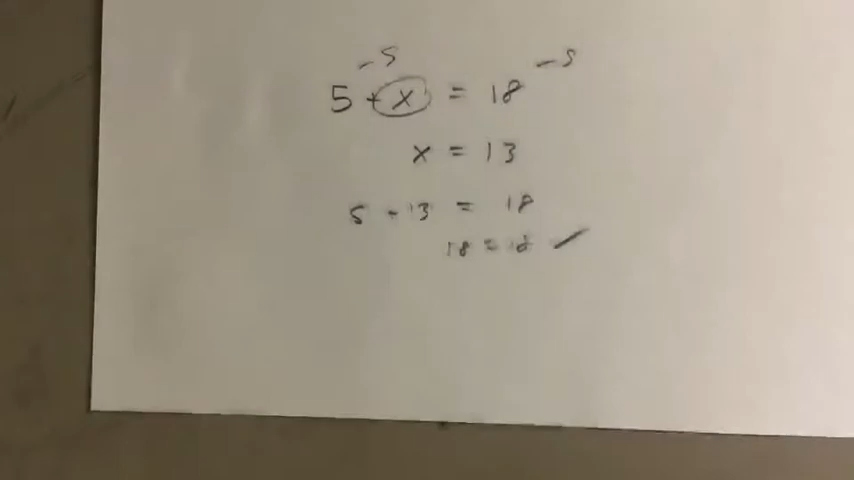 -5 -5
5 + x = 18
x = 13
5 + 13 = 18
18 = 18 ✓